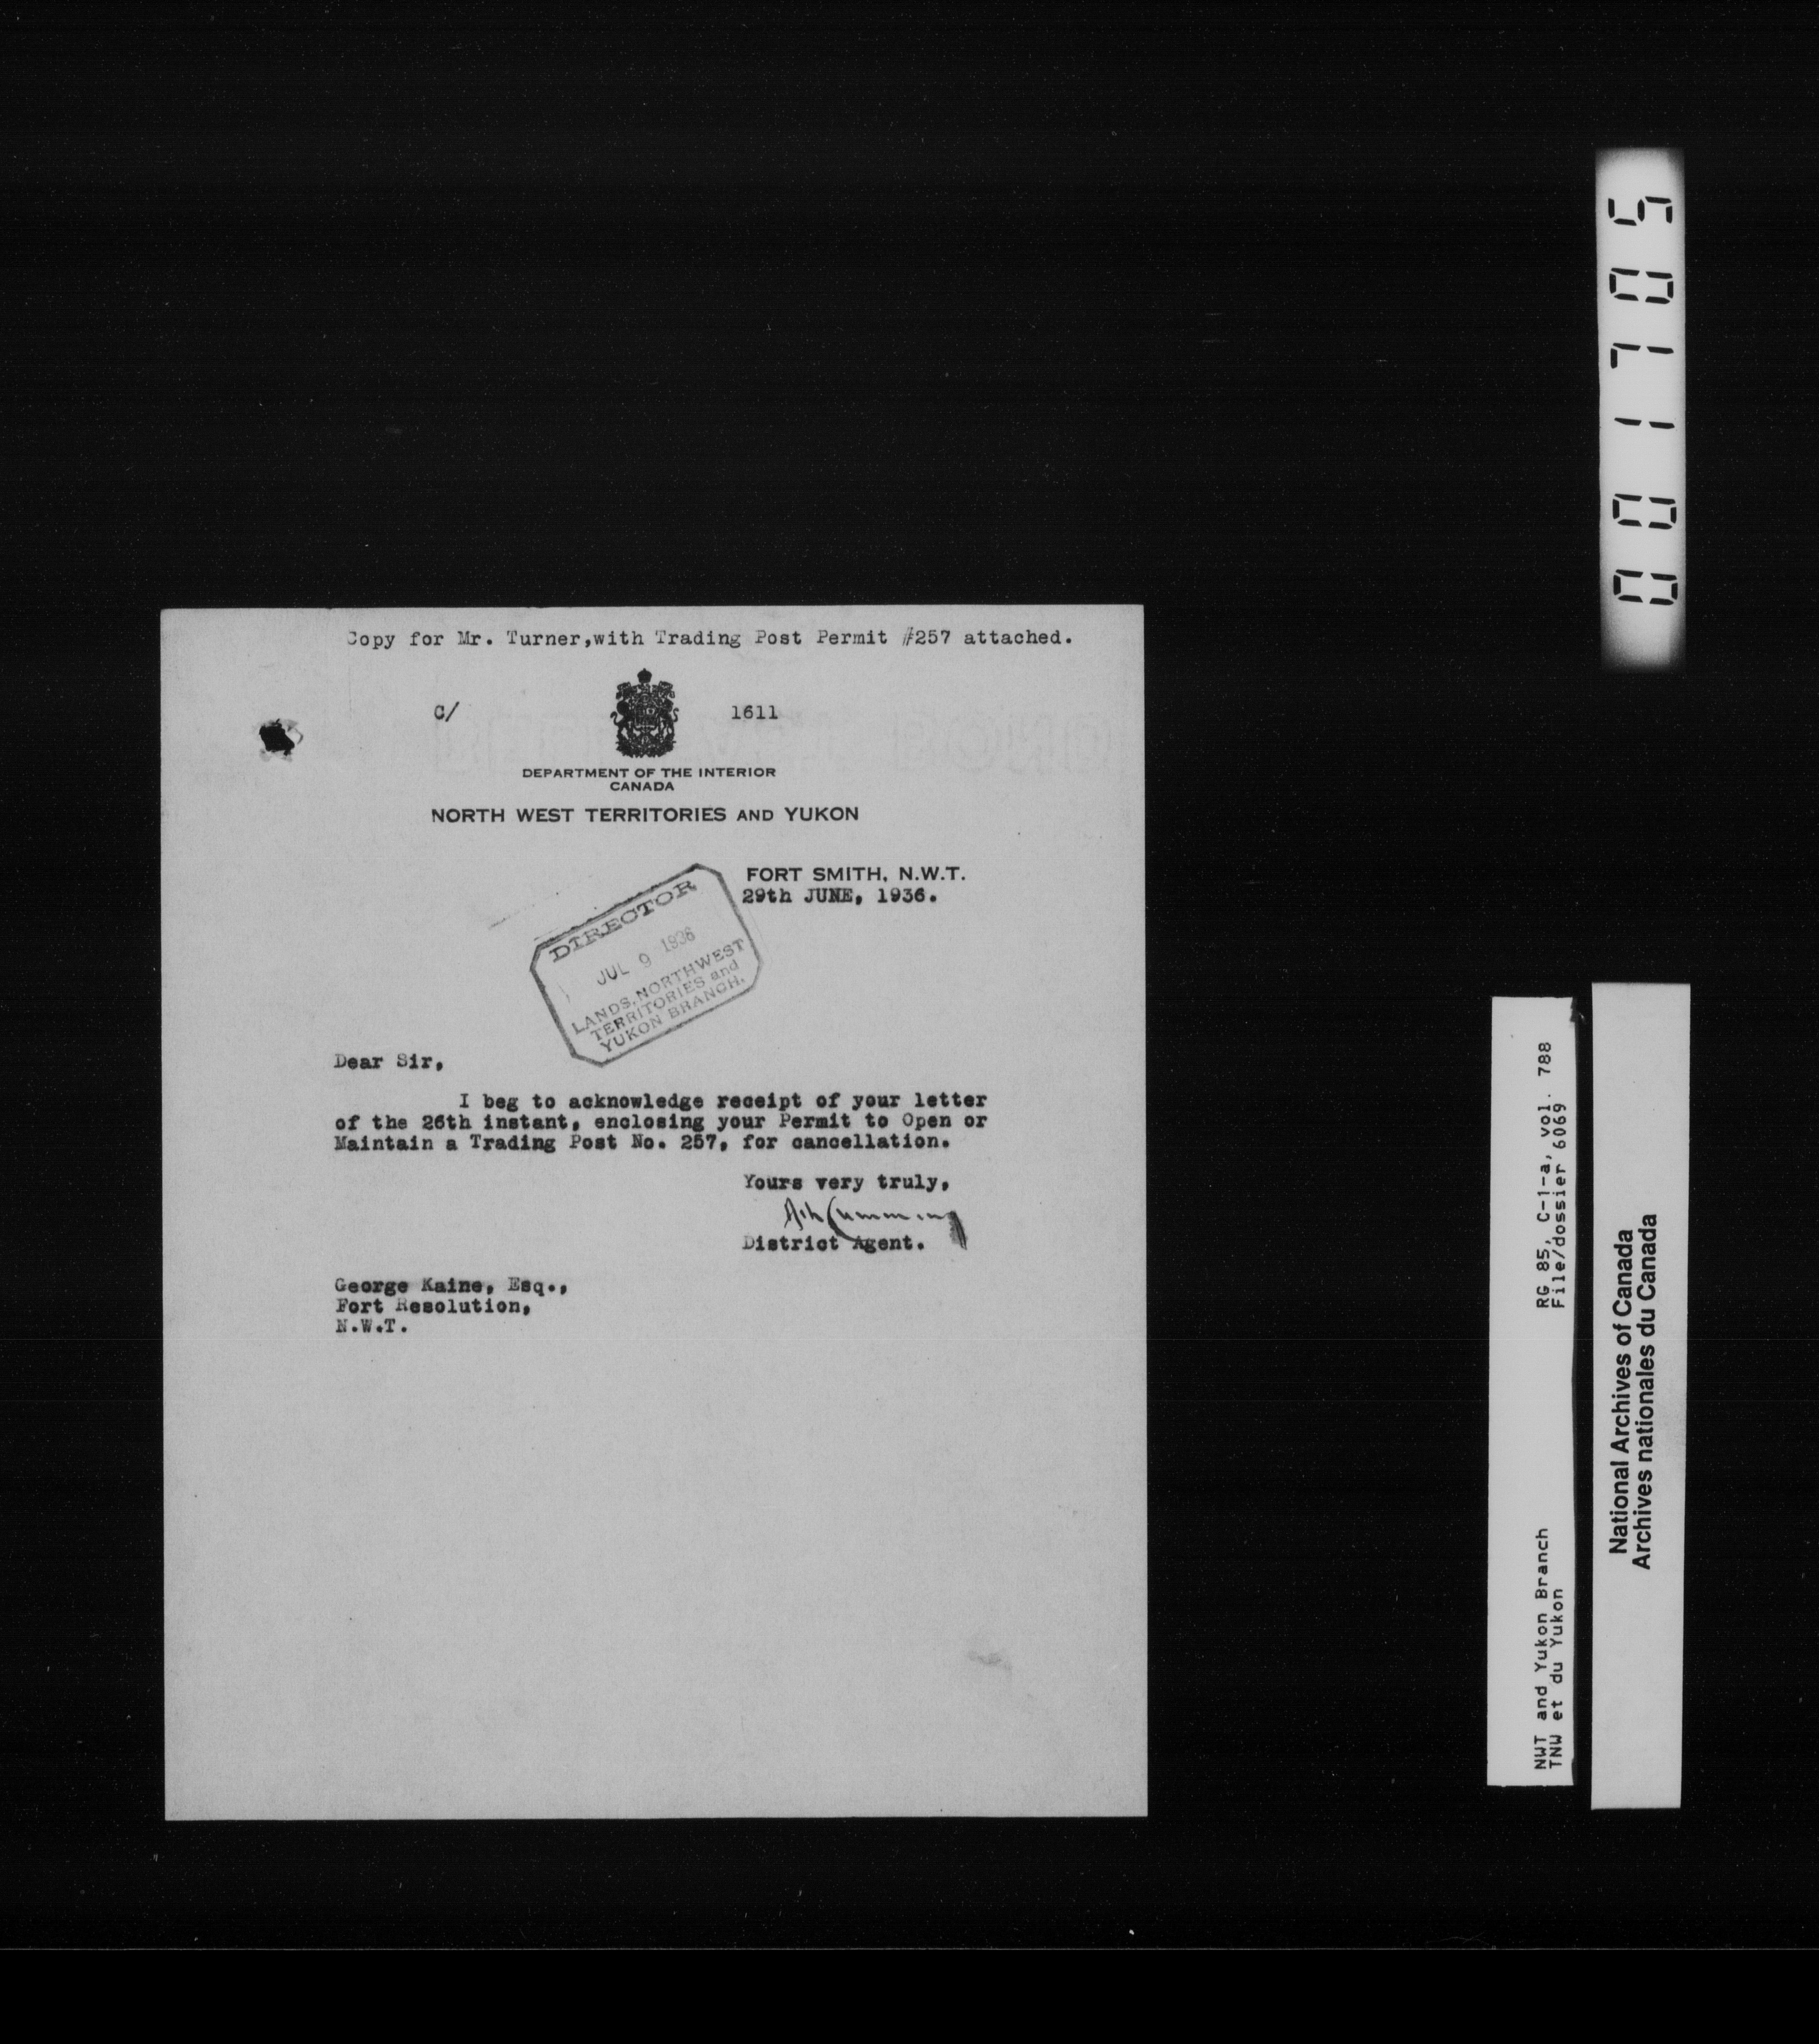 Copy for Mr. Turner,with Trading Post Permit #257 attached.
C/ 1611
DEPARTMENT OF THE INTERIOR
CANADA
NORTH WEST TERRITORIES AND YUKON
FORT SMITH, N.W.T.
29th JUNE, 1936.
DIRECTOR
JUL 9 1936
LANDS, NORTHWEST
TERRITORIES and
YUKON BRANCH.
Dear Sir,
I beg to acknowledge receipt of your letter
of the 26th instant, enclosing your Permit to Open or
Maintain a Trading Post No. 257, for cancellation.
Yours very truly,
Cumming
District Agent.
George Kaine, Esq.,
Fort Resolution,
N.W.T.
001705
NWT and Yukon Branch RG 85, C-1-a, vol. 788
TNW et du Yukon File/dossier 6069
National Archives of Canada
Archives nationales du Canada